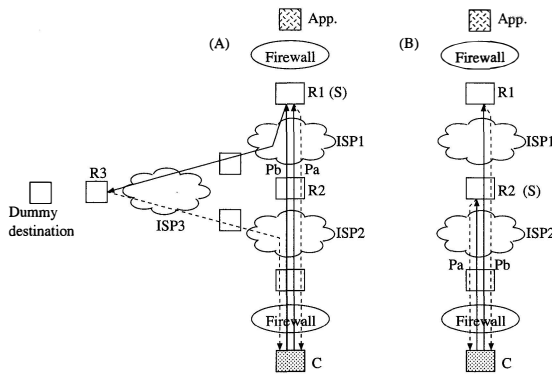 App.
(A)
Firewall
R1 (S)
ISP1
Pb
Pa
R3
R2
Dummy
destination
ISP3
ISP2
Firewall
C
App.
(B)
Firewall
R1
ISP1
R2 (S)
ISP2
Pa
Pb
Firewall
C